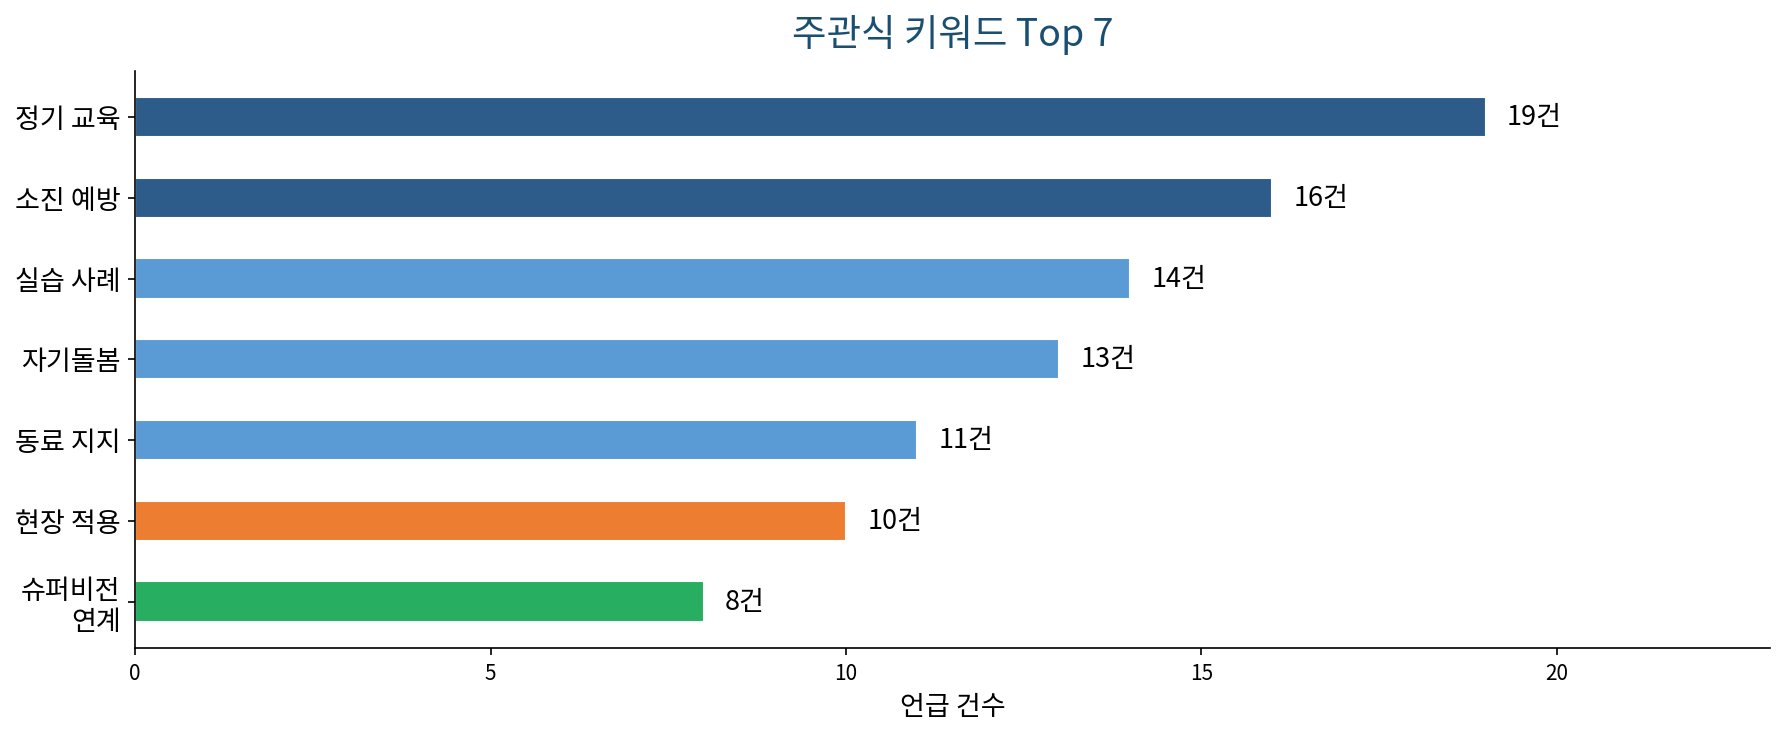 주관식 키워드 Top 7
정기 교육
19건
소진 예방
16건
실습 사례
14건
자기돌봄
13건
동료 지지
11건
현장 적용
10건
슈퍼비전
연계
8건
0 5 10 15 20
언급 건수